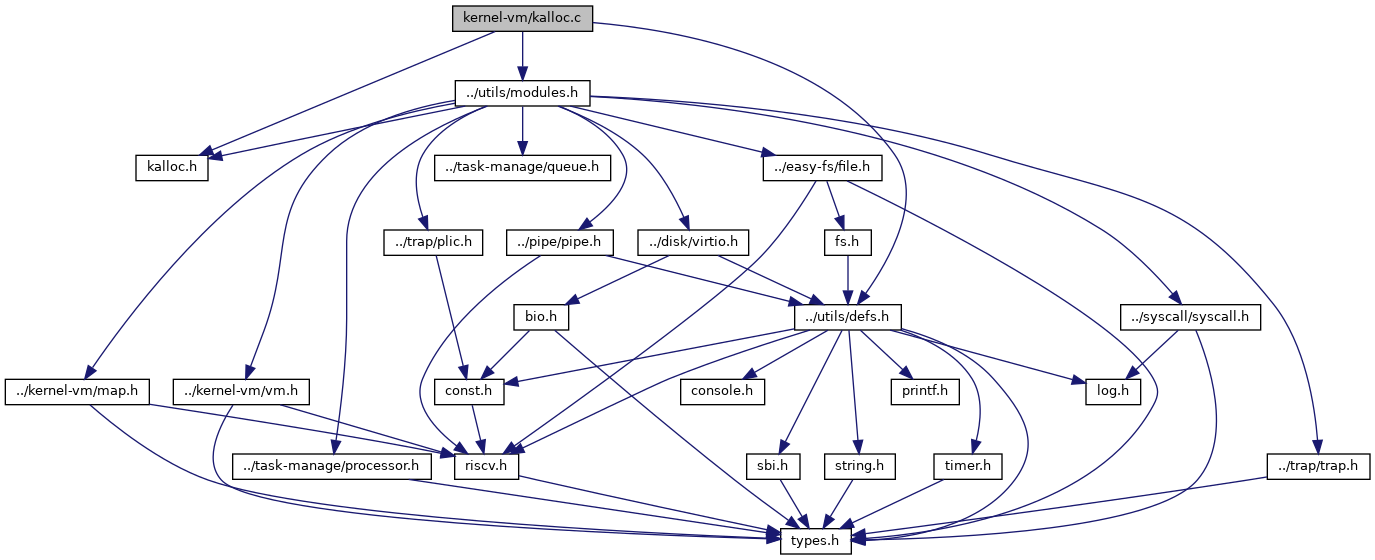 kernel-vm/kalloc.c
../utils/modules.h
kalloc.h
../task-manage/queue.h
../easy-fs/file.h
../trap/plic.h
../pipe/pipe.h
../disk/virtio.h
fs.h
bio.h
../utils/defs.h
../syscall/syscall.h
../kernel-vm/map.h
../kernel-vm/vm.h
const.h
console.h
printf.h
log.h
../task-manage/processor.h
riscv.h
sbi.h
string.h
timer.h
../trap/trap.h
types.h